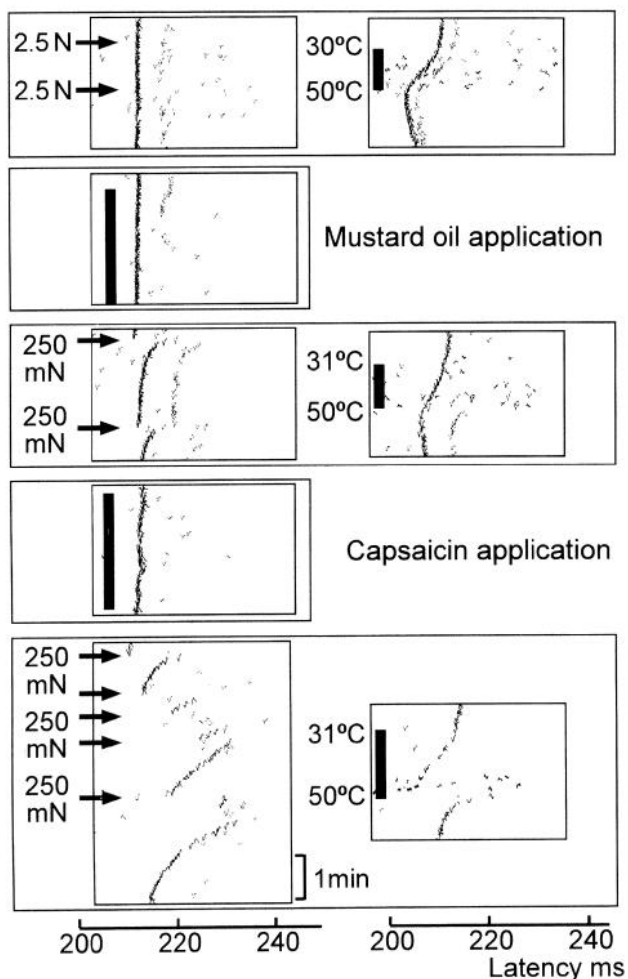 2.5 N
2.5 N
30ºC
50ºC
Mustard oil application
250
mN
250
mN
31ºC
50ºC
Capsaicin application
250
mN
250
mN
250
mN
31ºC
50ºC
1min
200 220 240
200 220 240
Latency ms